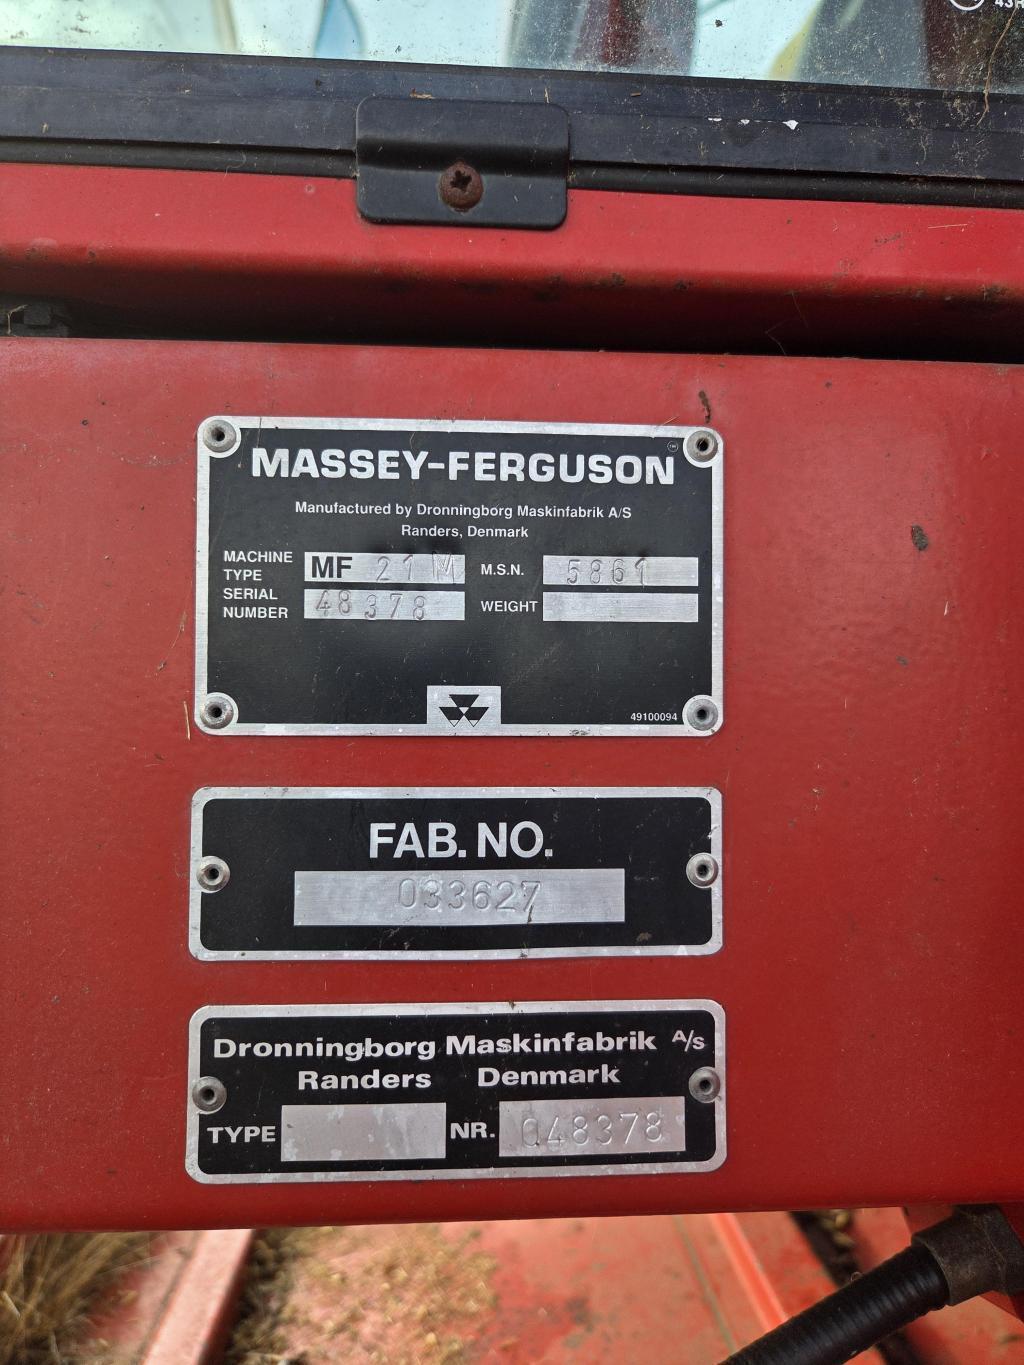 43R
MASSEY-FERGUSON
Manufactured by Dronningborg Maskinfabrik A/S
Randers, Denmark
MACHINE TYPE MF 21 M M.S.N. 5861
SERIAL NUMBER 48378 WEIGHT
49100094
FAB. NO.
033627
Dronningborg Maskinfabrik A/s
Randers Denmark
TYPE NR. 048378